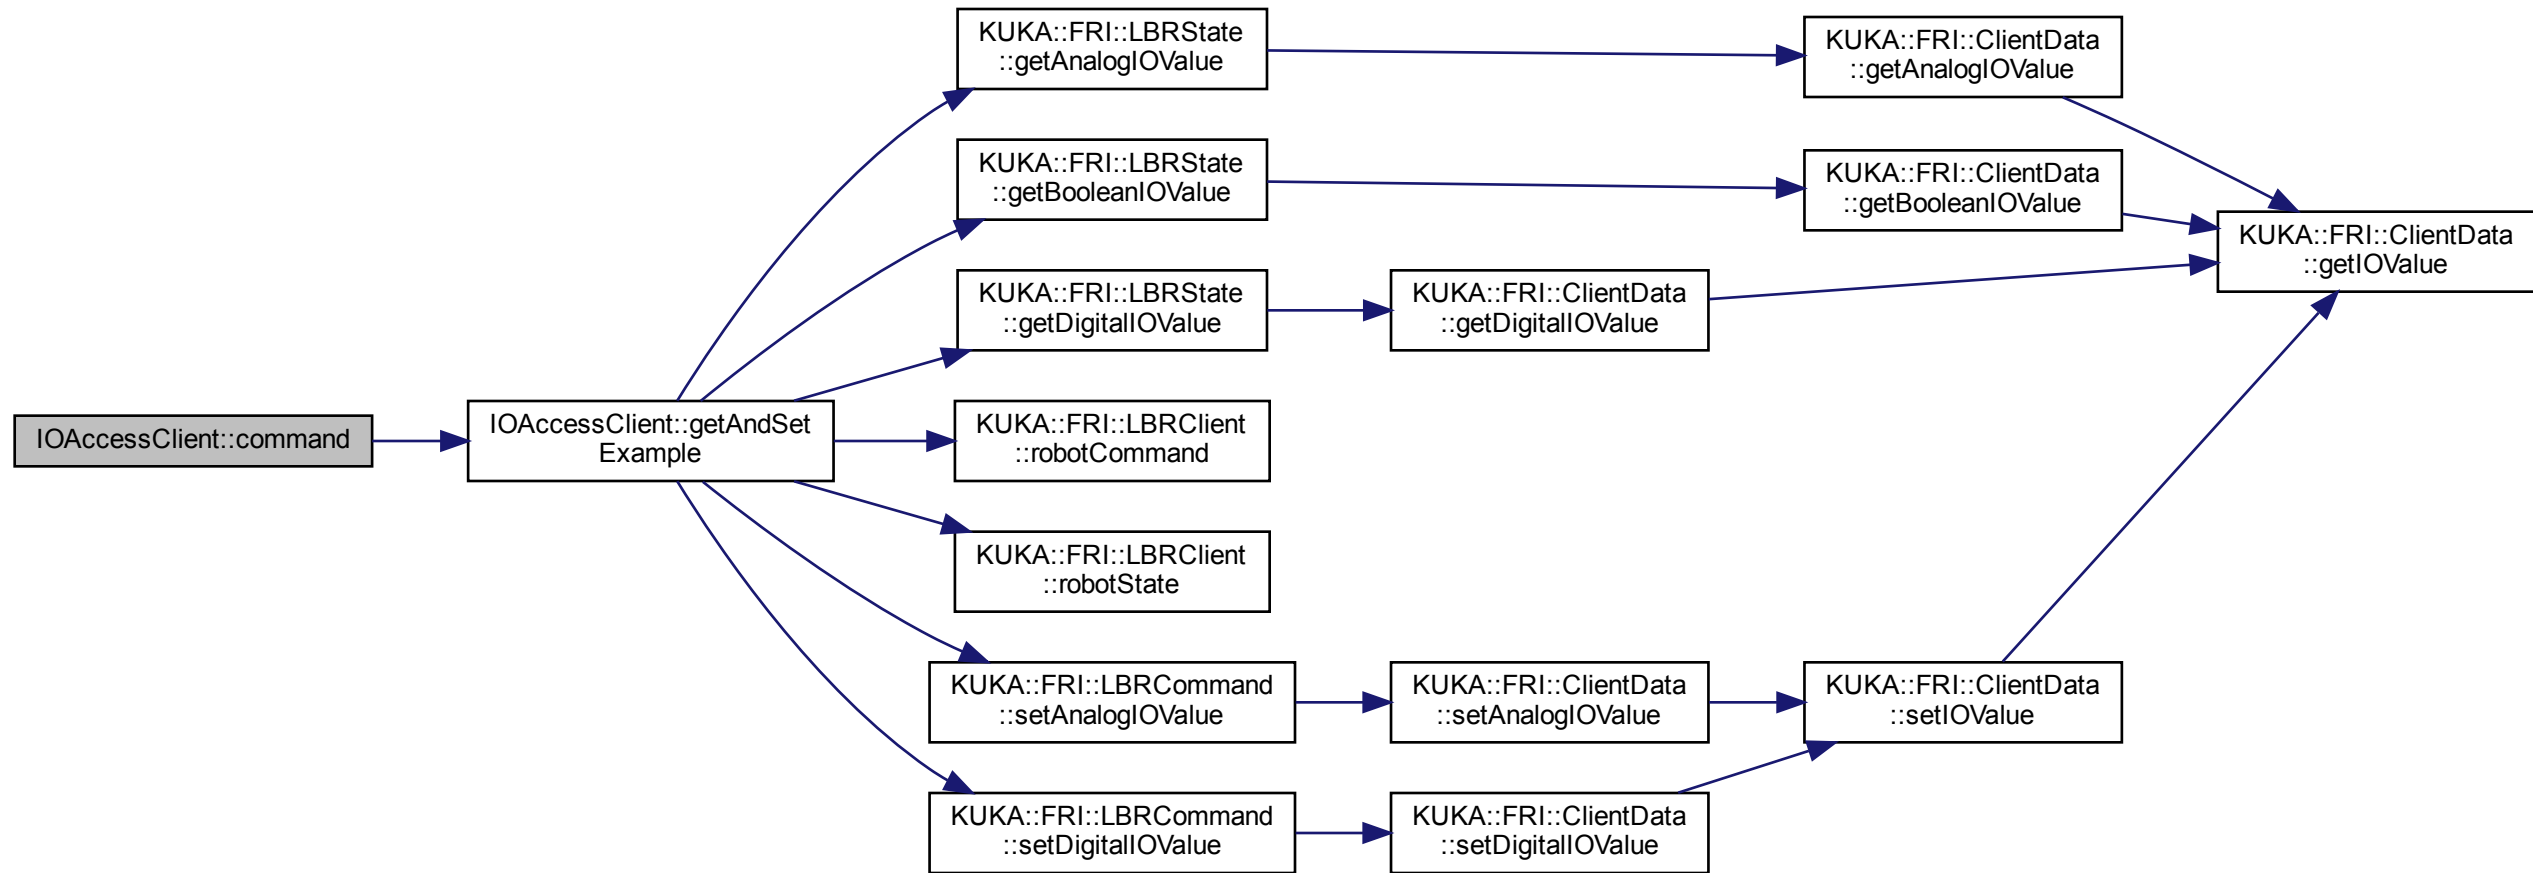 IOAccessClient::command
IOAccessClient::getAndSet
Example
KUKA::FRI::LBRState
::getAnalogIOValue
KUKA::FRI::LBRState
::getBooleanIOValue
KUKA::FRI::LBRState
::getDigitalIOValue
KUKA::FRI::LBRClient
::robotCommand
KUKA::FRI::LBRClient
::robotState
KUKA::FRI::LBRCommand
::setAnalogIOValue
KUKA::FRI::LBRCommand
::setDigitalIOValue
KUKA::FRI::ClientData
::getDigitalIOValue
KUKA::FRI::ClientData
::setAnalogIOValue
KUKA::FRI::ClientData
::setDigitalIOValue
KUKA::FRI::ClientData
::getAnalogIOValue
KUKA::FRI::ClientData
::getBooleanIOValue
KUKA::FRI::ClientData
::setIOValue
KUKA::FRI::ClientData
::getIOValue